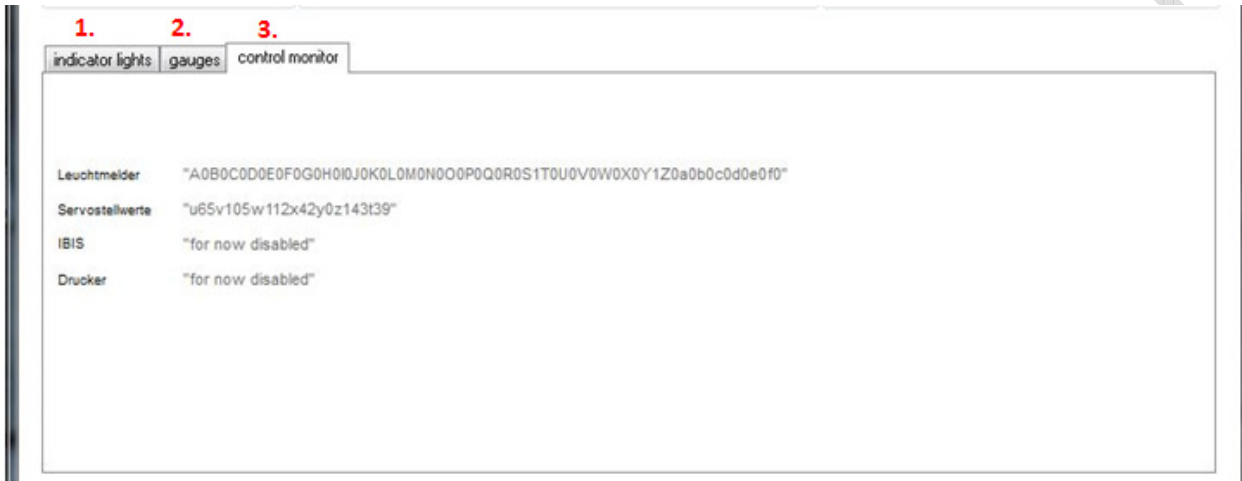 1. 2. 3.
indicator lights gauges control monitor
Leuchtmelder "A0B0C0D0E0F0G0H0I0J0K0L0M0N0O0P0Q0R0S1T0U0V0W0X0Y1Z0a0b0c0d0e0f0"
Servostellwerte "u65v105w112x42y0z143t39"
IBIS "for now disabled"
Drucker "for now disabled"